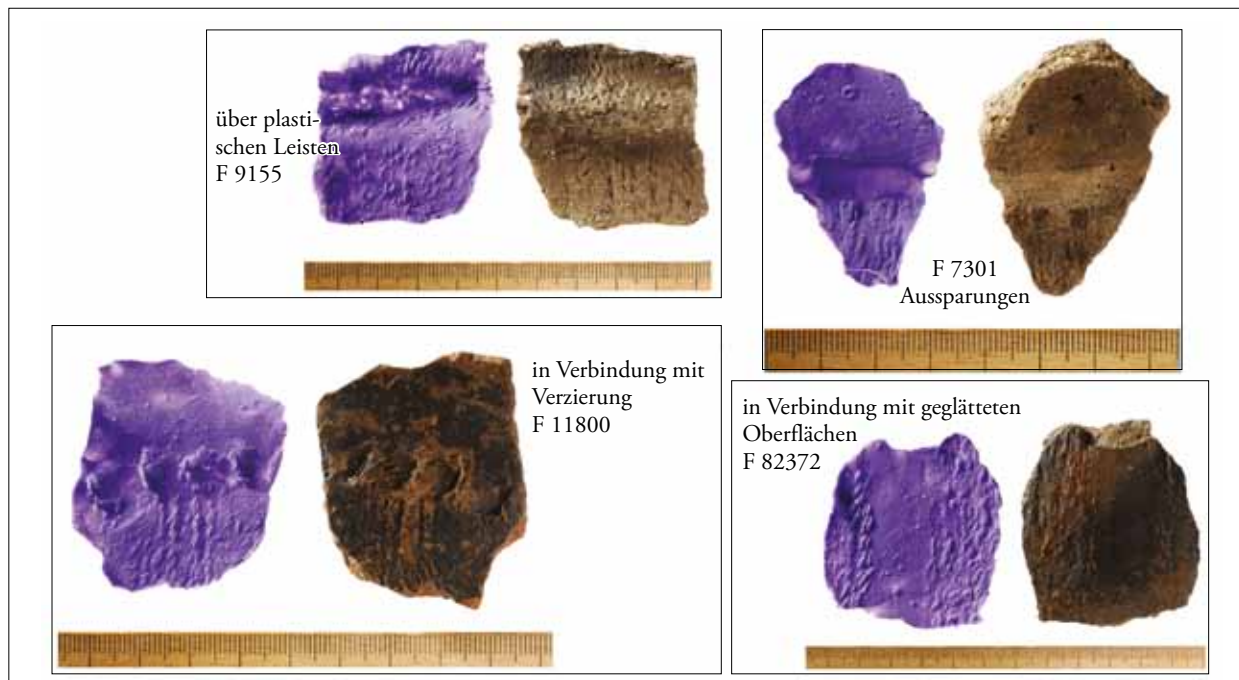 über plasti-
schen Leisten
F 9155
F 7301
Aussparungen
in Verbindung mit
Verzierung
F 11800
in Verbindung mit geglätteten
Oberflächen
F 82372